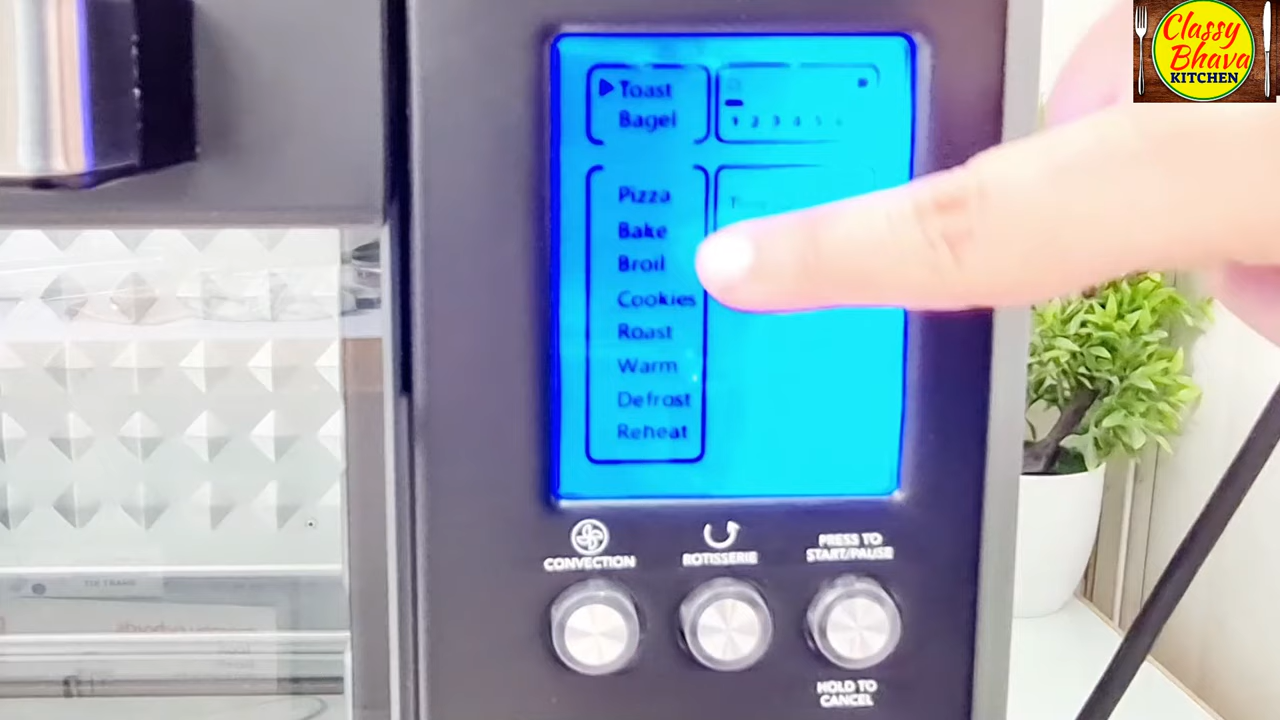 Classy
Bhava
KITCHEN
Toast
Bagel
1 2 3 4 5
Pizza
Bake
Broil
Cookies
Roast
Warm
Defrost
Reheat
CONVECTION
ROTISSERIE
PRESS TO
START/PAUSE
HOLD TO
CANCEL